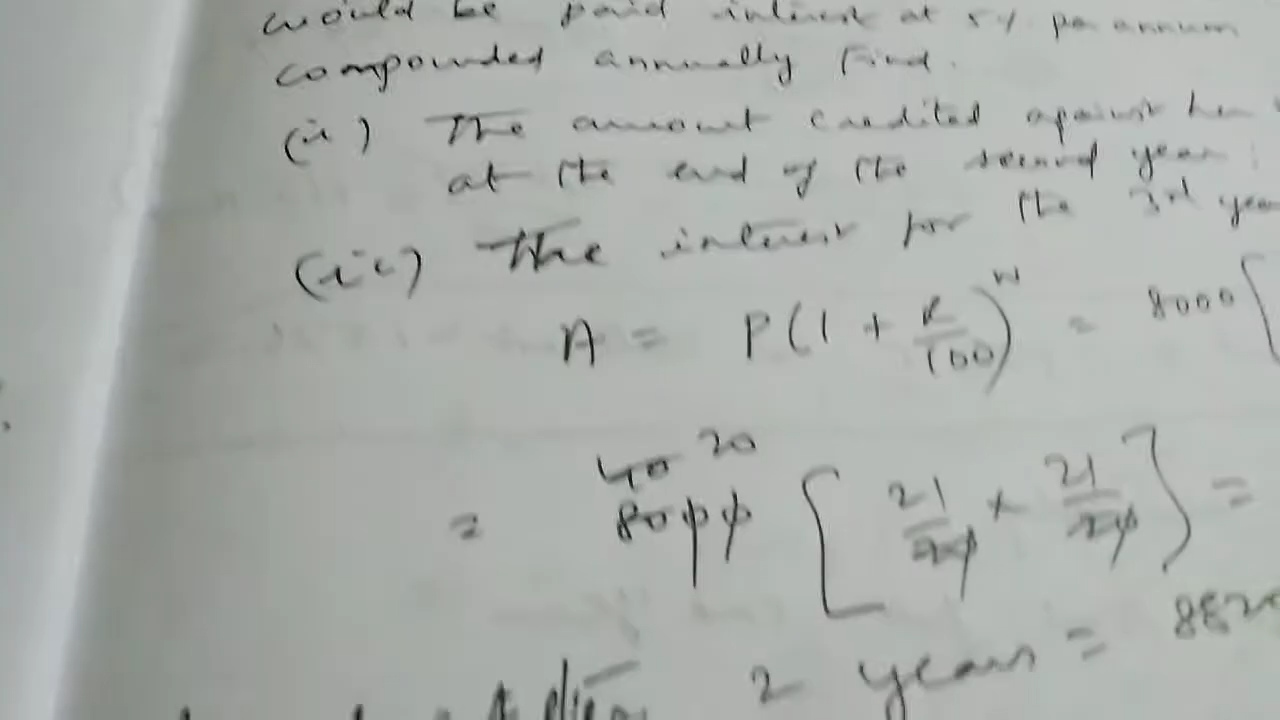 would be paid interest at 5% per annum
compounded annually Find.
(i) The amount credited against her
at the end of the second year:
(ii) The interest for the 3rd year
A = P(1 + R/100)^N = 8000 [
40 20
8000 [ 21/20 × 21/20 ] =
= 
2 years = 882